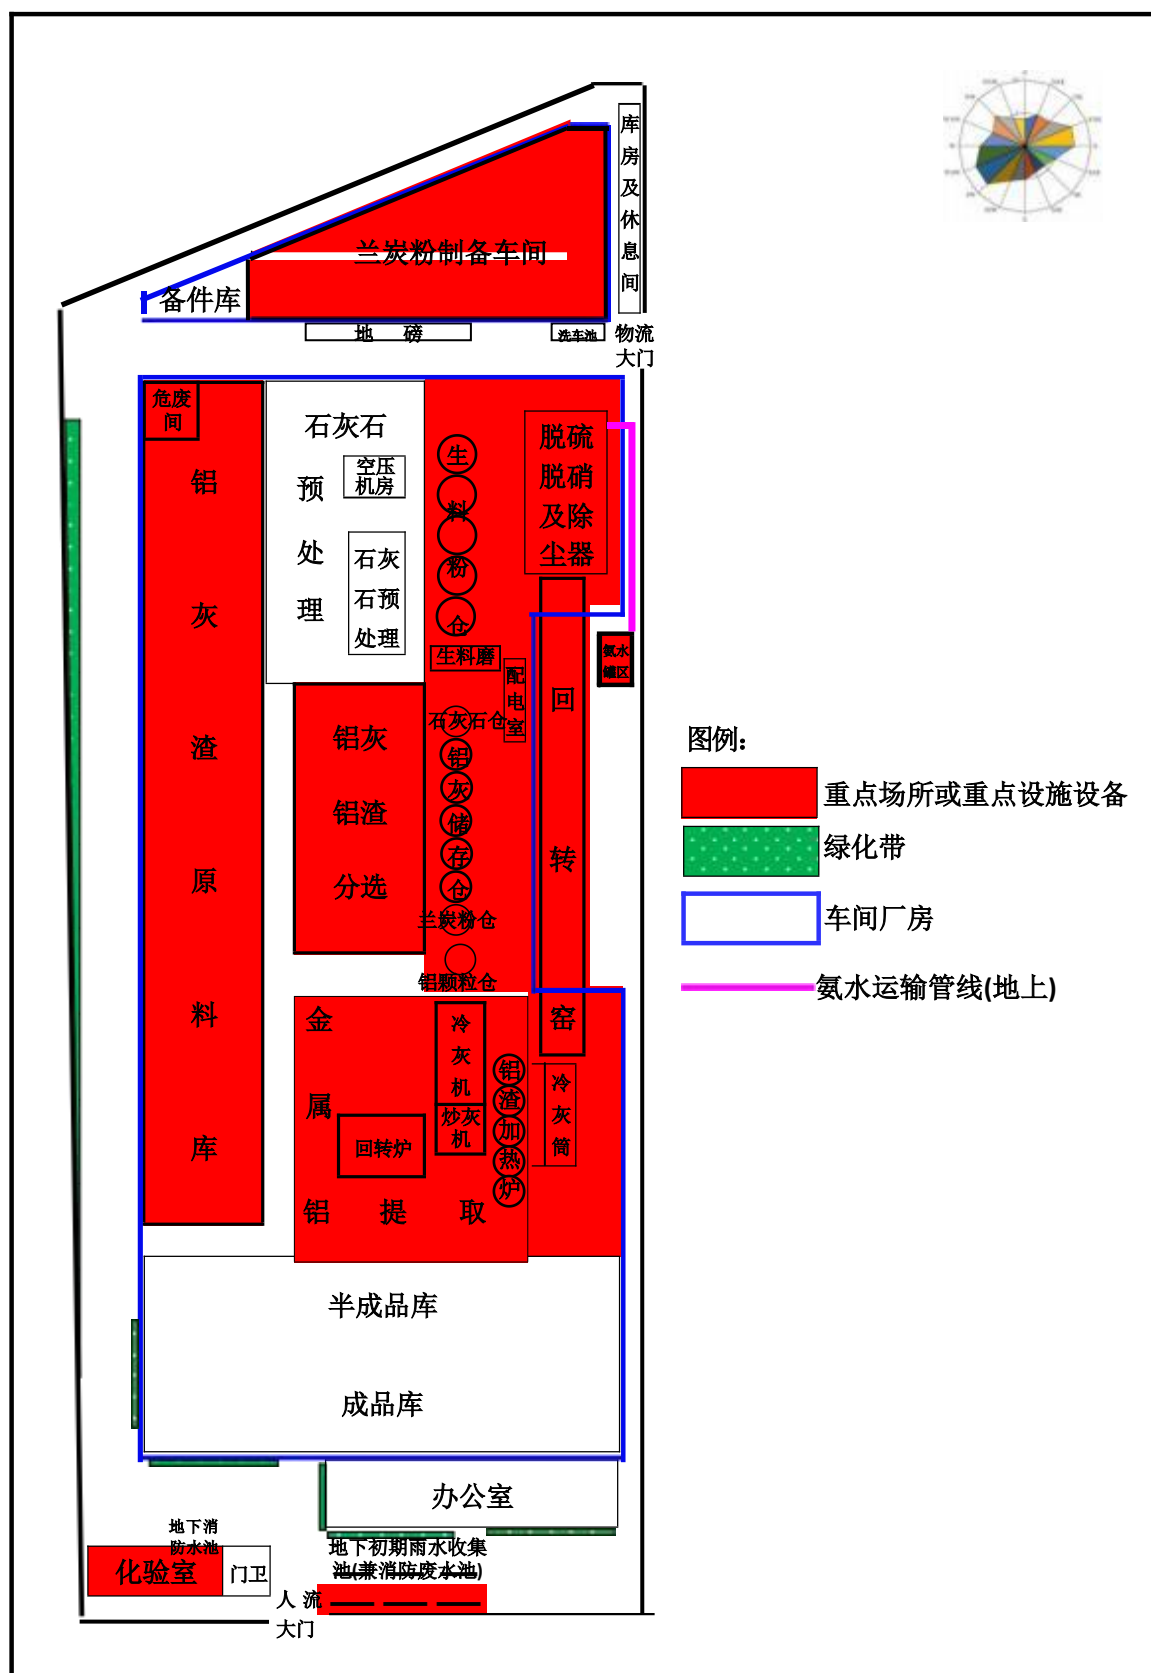 库房及休息间
兰炭粉制备车间
备件库
地 磅
洗车池
物流
大门
危废
间
铝灰渣原料库
石灰石
预处理
空压
机房
石灰
石预
处理
生料粉仓
脱硫
脱硝
及除
尘器
生料磨
配电室
氨水
罐区
回转窑
石灰石仓
铝灰储存仓
兰炭粉仓
铝颗粒仓
铝灰
铝渣
分选
图例：
重点场所或重点设施设备
绿化带
车间厂房
氨水运输管线(地上)
金属
铝 提 取
冷灰机
炒灰
机
回转炉
铝渣加热炉
冷灰筒
半成品库
成品库
办公室
地下消
防水池
化验室
门卫
地下初期雨水收集
池(兼消防废水池)
人 流
大门